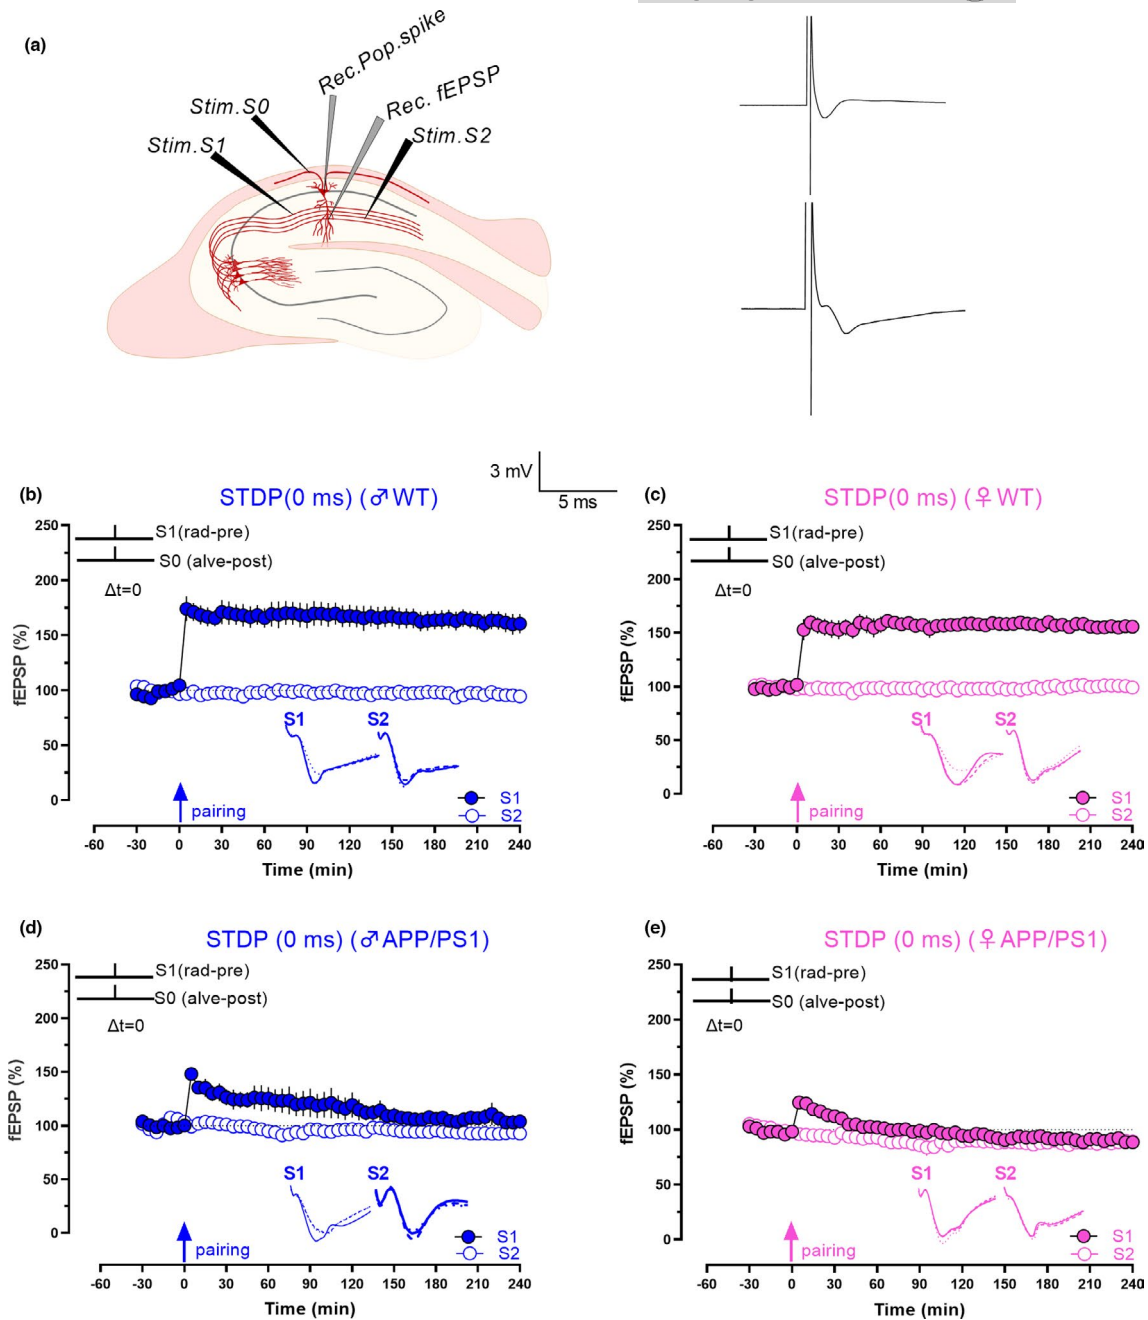 (a)
Rec.Pop.spike
Stim.S0
Rec. fEPSP
Stim.S1
Stim.S2
3 mV
5 ms
(b)
STDP(0 ms) (♂WT)
250
S1(rad-pre)
S0 (alve-post)
200
Δt=0
150
100
50
0
fEPSP (%)
S1
S2
pairing
S1
S2
-60 -30 0 30 60 90 120 150 180 210 240
Time (min)
(c)
STDP(0 ms) (♀WT)
250
S1(rad-pre)
S0 (alve-post)
200
Δt=0
150
100
50
0
fEPSP (%)
S1
S2
pairing
S1
S2
-60 -30 0 30 60 90 120 150 180 210 240
Time (min)
(d)
STDP (0 ms) (♂APP/PS1)
250
S1(rad-pre)
S0 (alve-post)
200
Δt=0
150
100
50
0
fEPSP (%)
S1
S2
pairing
S1
S2
-60 -30 0 30 60 90 120 150 180 210 240
Time (min)
(e)
STDP (0 ms) (♀APP/PS1)
250
S1(rad-pre)
S0 (alve-post)
200
Δt=0
150
100
50
0
fEPSP (%)
S1
S2
pairing
S1
S2
-60 -30 0 30 60 90 120 150 180 210 240
Time (min)